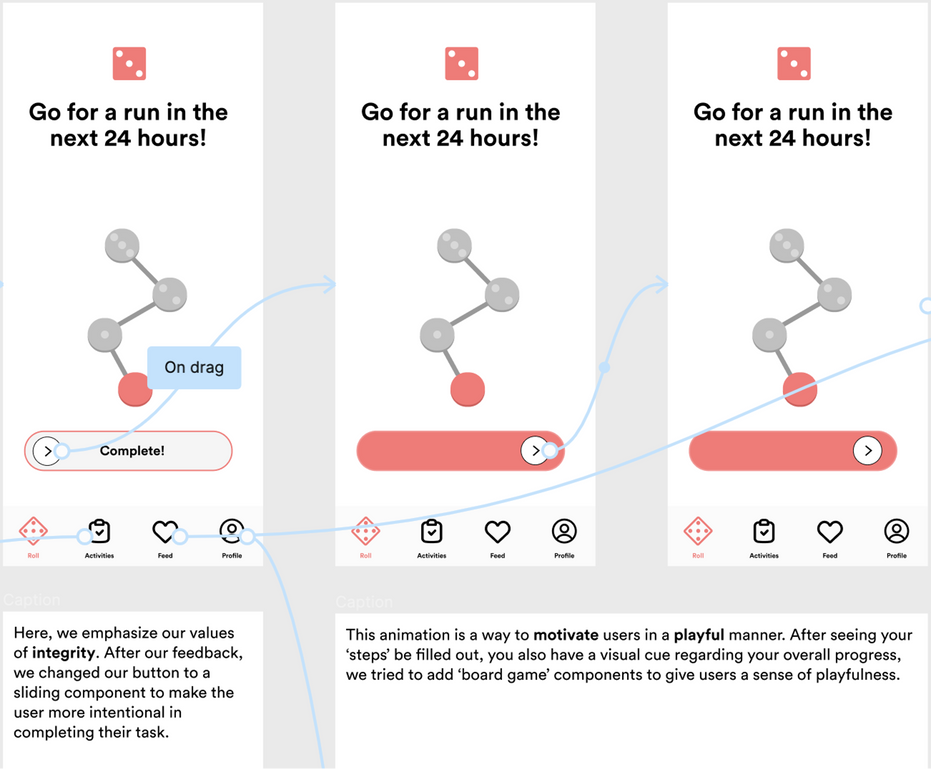 Go for a run in the
next 24 hours!
On drag
Complete!
Roll
Activities
Feed
Profile
Go for a run in the
next 24 hours!
Roll
Activities
Feed
Profile
Go for a run in the
next 24 hours!
Roll
Activities
Feed
Profile
Caption
Here, we emphasize our values
of integrity. After our feedback,
we changed our button to a
sliding component to make the
user more intentional in
completing their task.
Caption
This animation is a way to motivate users in a playful manner. After seeing your
‘steps’ be filled out, you also have a visual cue regarding your overall progress,
we tried to add ‘board game’ components to give users a sense of playfulness.